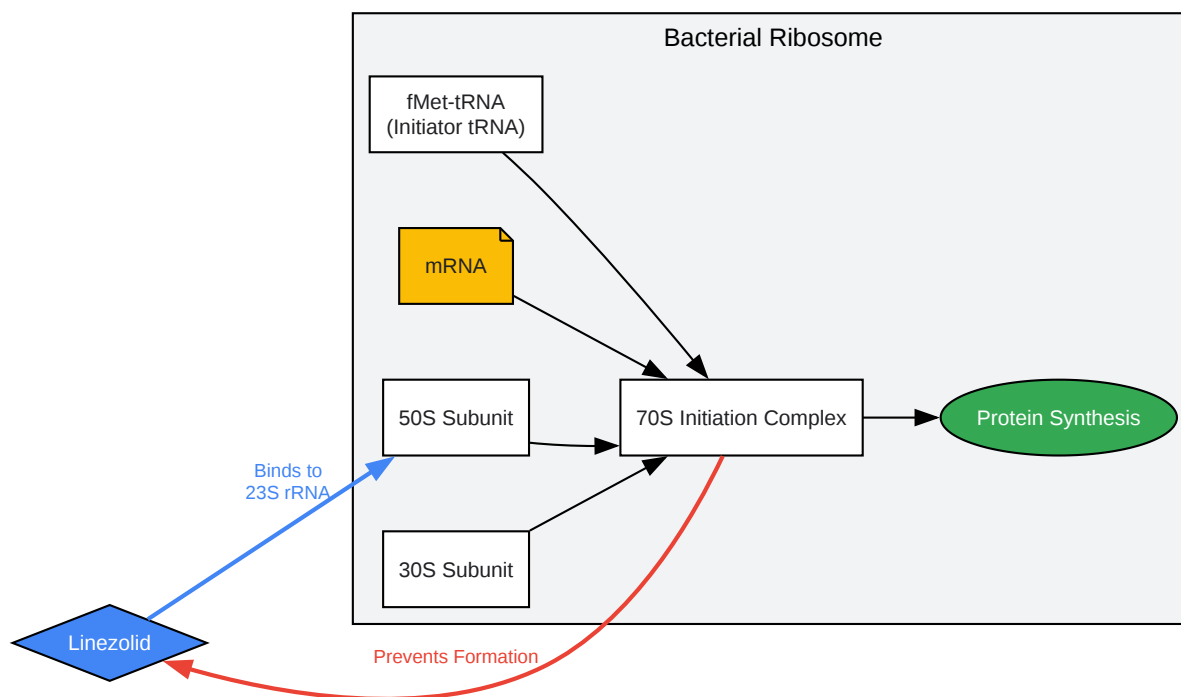 Bacterial Ribosome
fMet-tRNA
(Initiator tRNA)
mRNA
50S Subunit
70S Initiation Complex
Protein Synthesis
Binds to
23S rRNA
30S Subunit
Linezolid
Prevents Formation